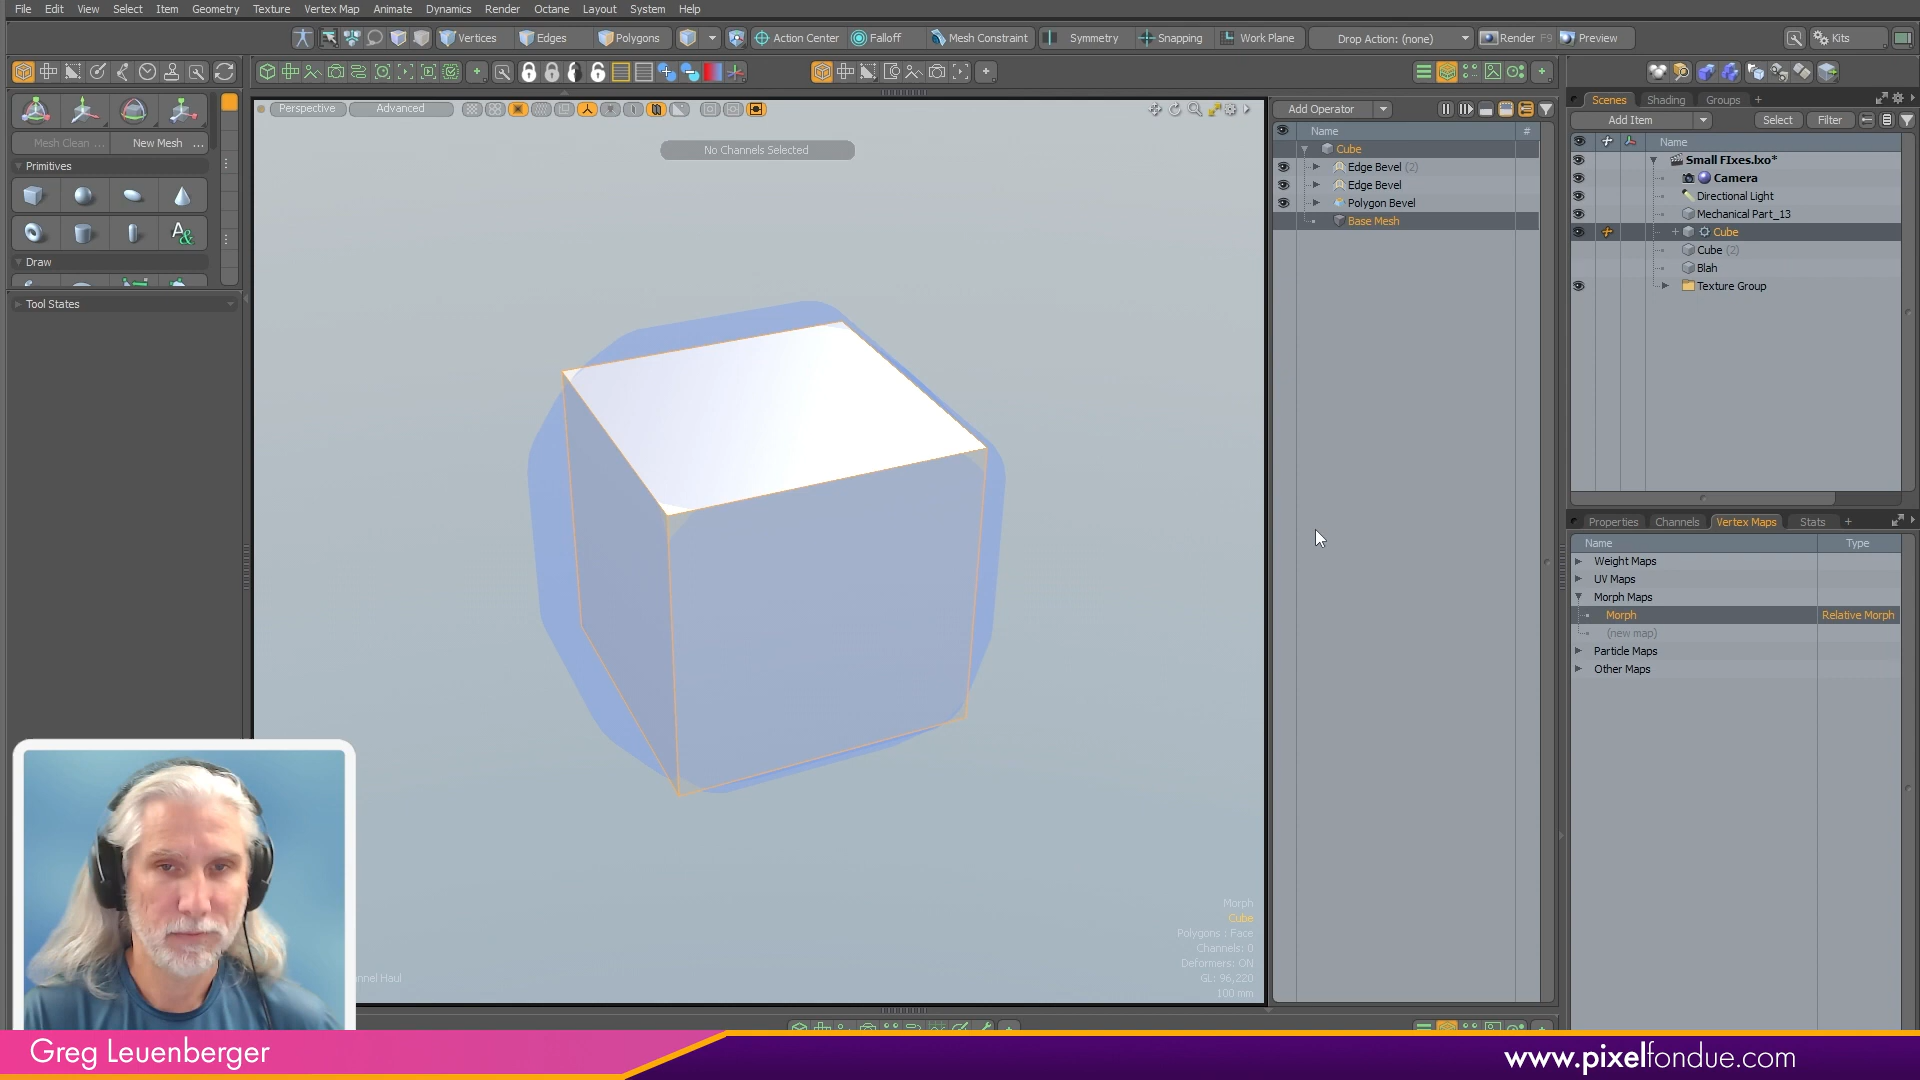 File Edit View Select Item Geometry Texture Vertex Map Animate Dynamics Render Octane Layout System Help
Vertices Edges Polygons Action Center Falloff Mesh Constraint Symmetry Snapping Work Plane Drop Action: (none) Render F9 Preview Kits
Perspective Advanced
No Channels Selected
Mesh Clean ... New Mesh ...
Primitives
Draw
Tool States
Add Operator
Name #
Cube
Edge Bevel (2)
Edge Bevel
Polygon Bevel
Base Mesh
Scenes Shading Groups +
Add Item Select Filter
Name
Small FIxes.lxo*
Camera
Directional Light
Mechanical Part_13
Cube
Cube (2)
Blah
Texture Group
Properties Channels Vertex Maps Stats +
Name Type
Weight Maps
UV Maps
Morph Maps
Morph Relative Morph
(new map)
Particle Maps
Other Maps
Morph
Cube
Polygons : Face
Channels: 0
Deformers: ON
GL: 96,220
100 mm
nnel Haul
Greg Leuenberger
www.pixelfondue.com